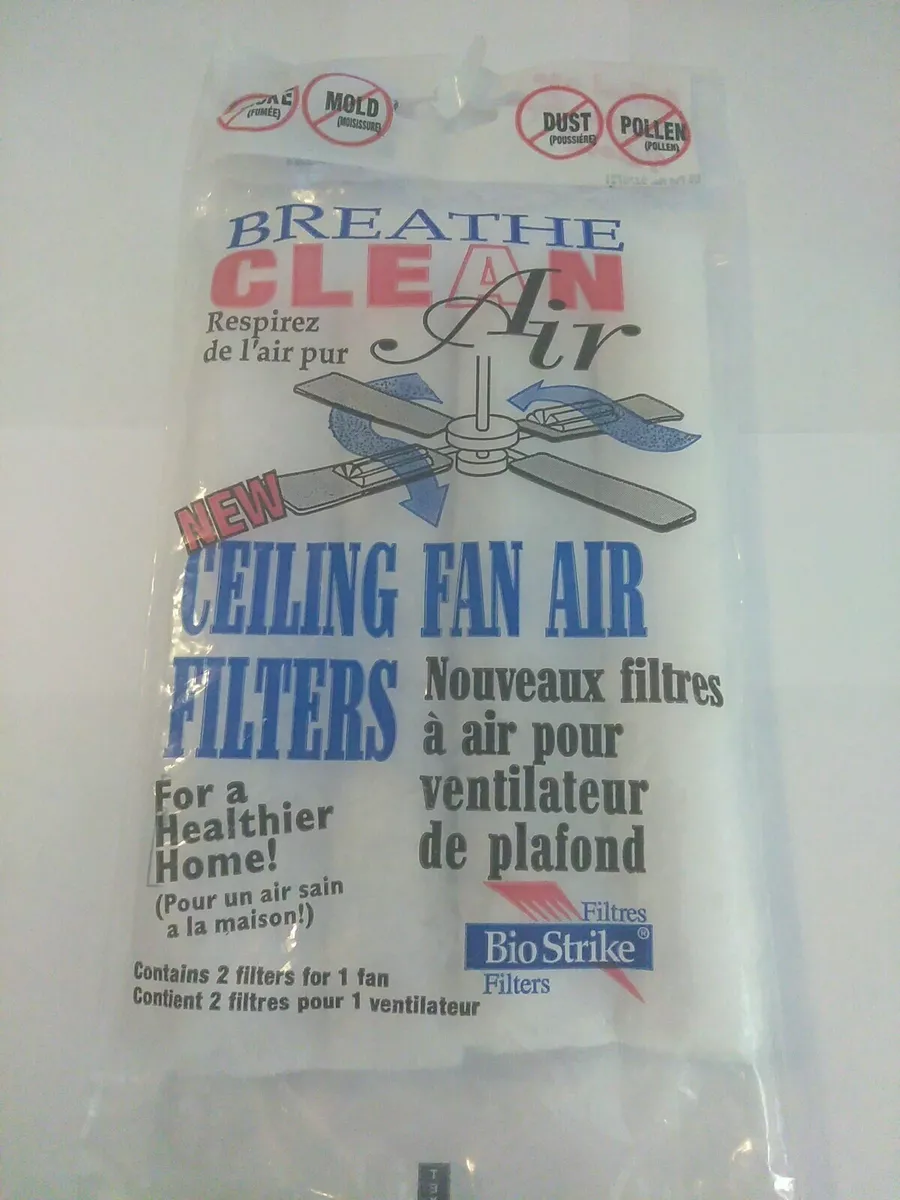 (FUMÉE)
MOLD
(MOISISSURE)
DUST
(POUSSIÈRE)
POLLEN
(POLLEN)
BREATHE
CLEAN
Air
Respirez
de l'air pur
NEW
CEILING FAN AIR
FILTERS
Nouveaux filtres
à air pour
ventilateur
de plafond
For a
Healthier
Home!
(Pour un air sain
a la maison!)
Filtres
Bio Strike®
Filters
Contains 2 filters for 1 fan
Contient 2 filtres pour 1 ventilateur